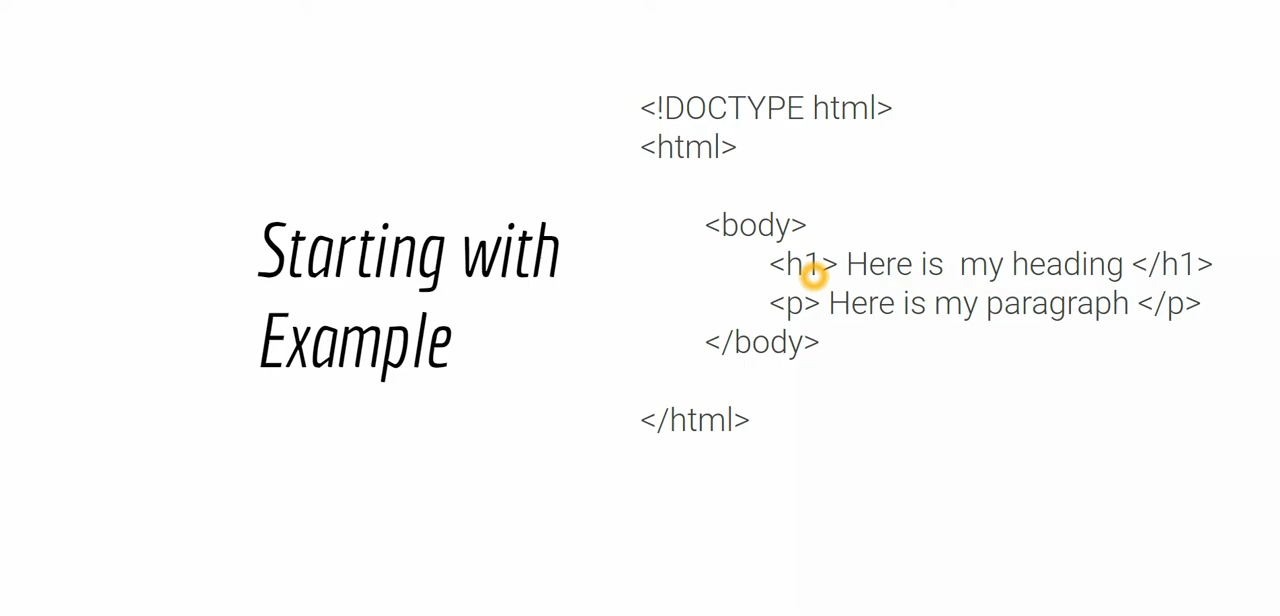 Starting with
Example
<!DOCTYPE html>
<html>
<body>
<h1> Here is  my heading </h1>
<p> Here is my paragraph </p>
</body>
</html>